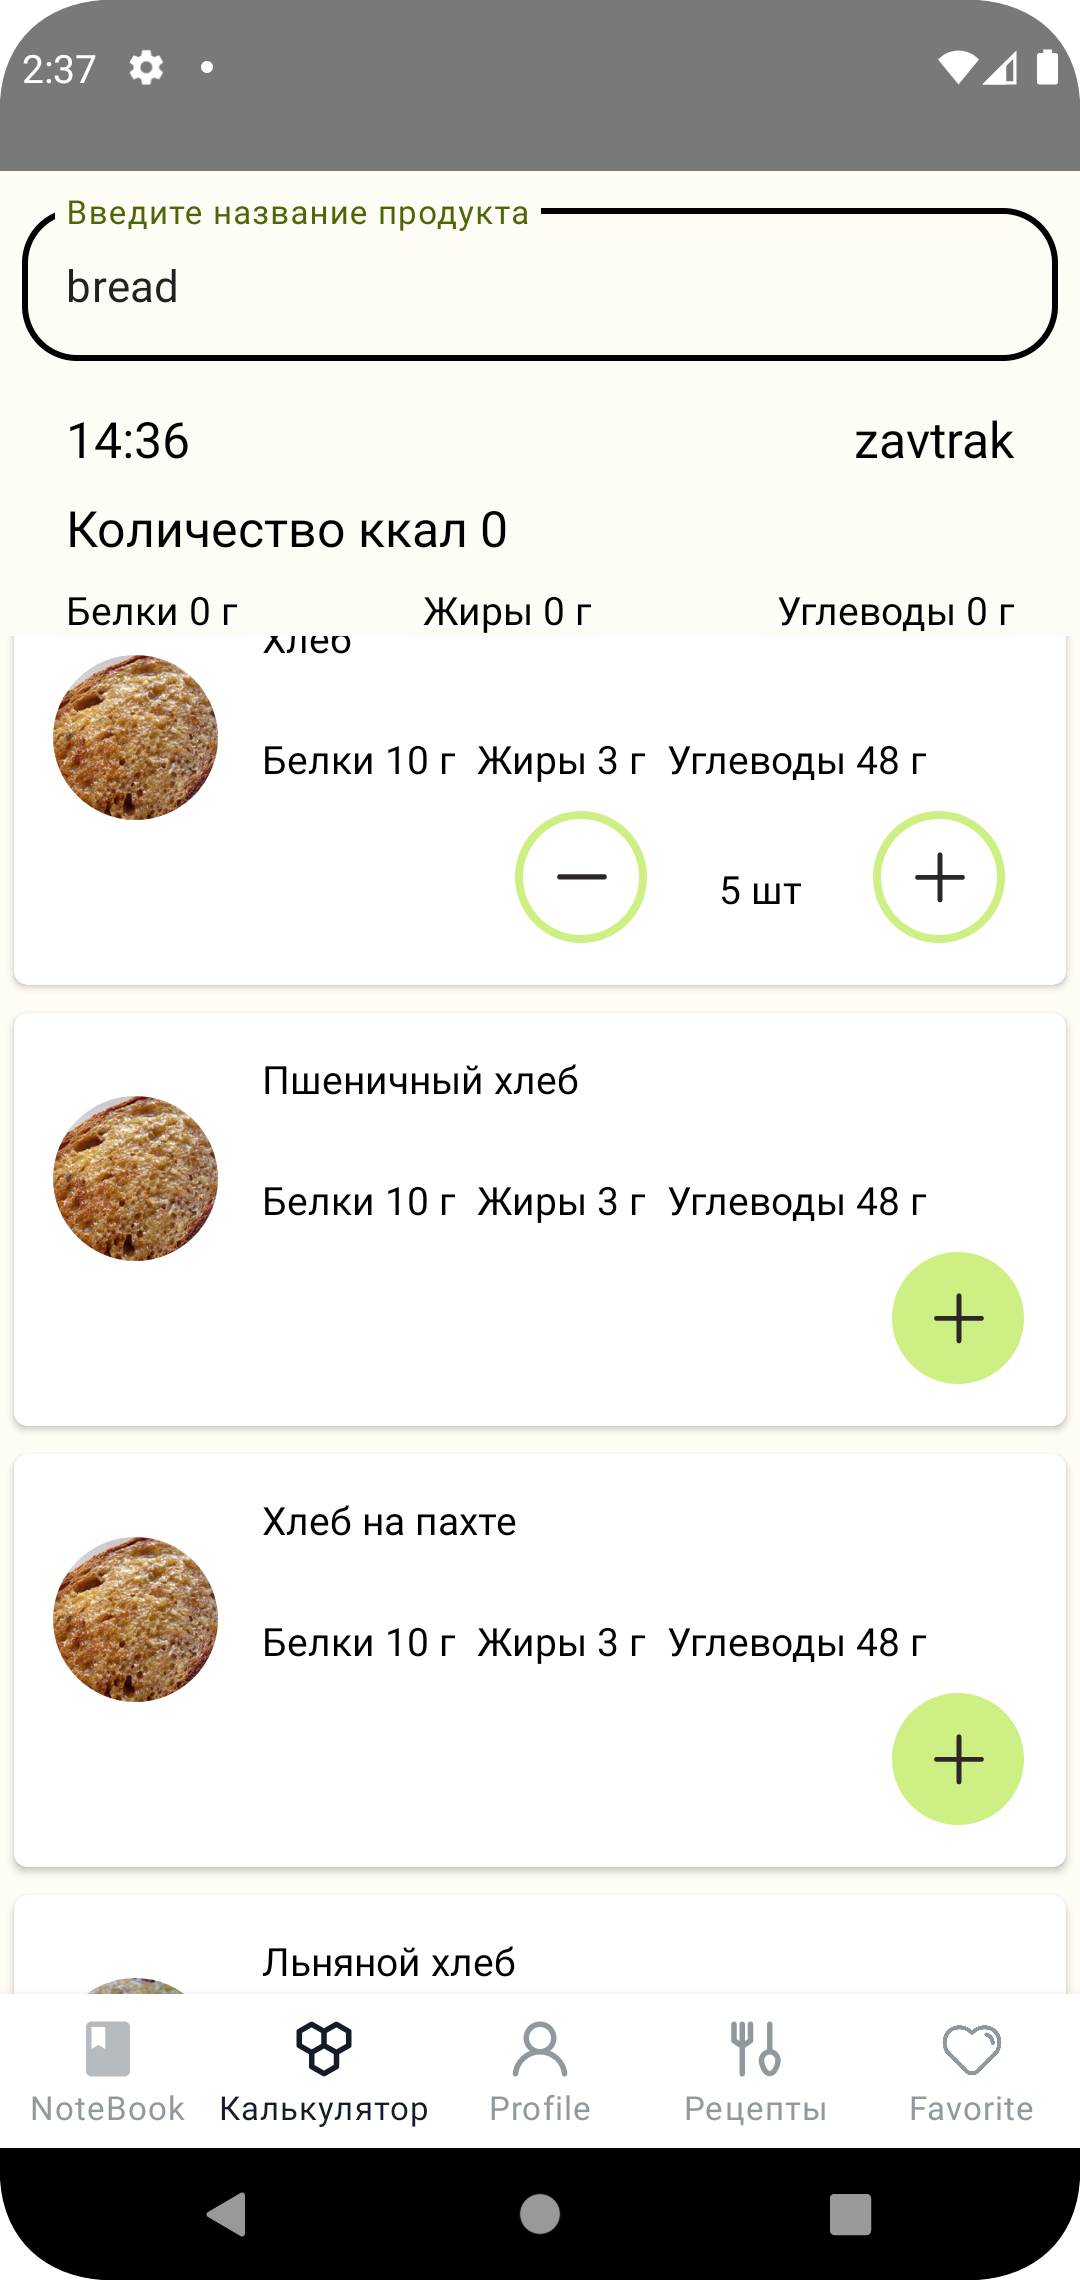 2:37
Введите название продукта
bread
14:36 zavtrak
Количество ккал 0
Белки 0 г Жиры 0 г Углеводы 0 г
Хлеб
Белки 10 г Жиры 3 г Углеводы 48 г
5 шт
Пшеничный хлеб
Белки 10 г Жиры 3 г Углеводы 48 г
Хлеб на пахте
Белки 10 г Жиры 3 г Углеводы 48 г
Льняной хлеб
NoteBook Калькулятор Profile Рецепты Favorite